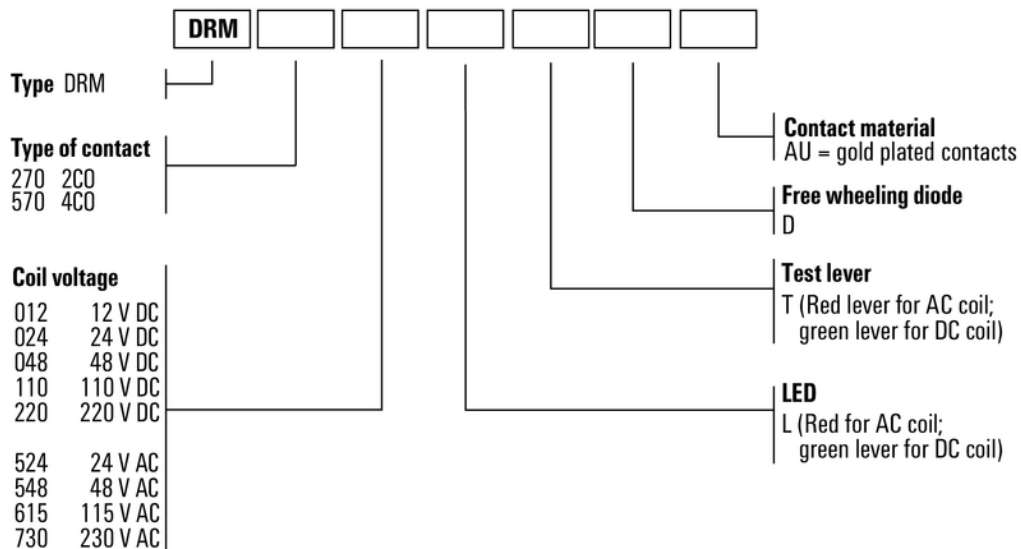 DRM
Type DRM
Type of contact
270 2CO
570 4CO
Coil voltage
012 12 V DC
024 24 V DC
048 48 V DC
110 110 V DC
220 220 V DC
524 24 V AC
548 48 V AC
615 115 V AC
730 230 V AC
Contact material
AU = gold plated contacts
Free wheeling diode
D
Test lever
T (Red lever for AC coil;
green lever for DC coil)
LED
L (Red for AC coil;
green lever for DC coil)